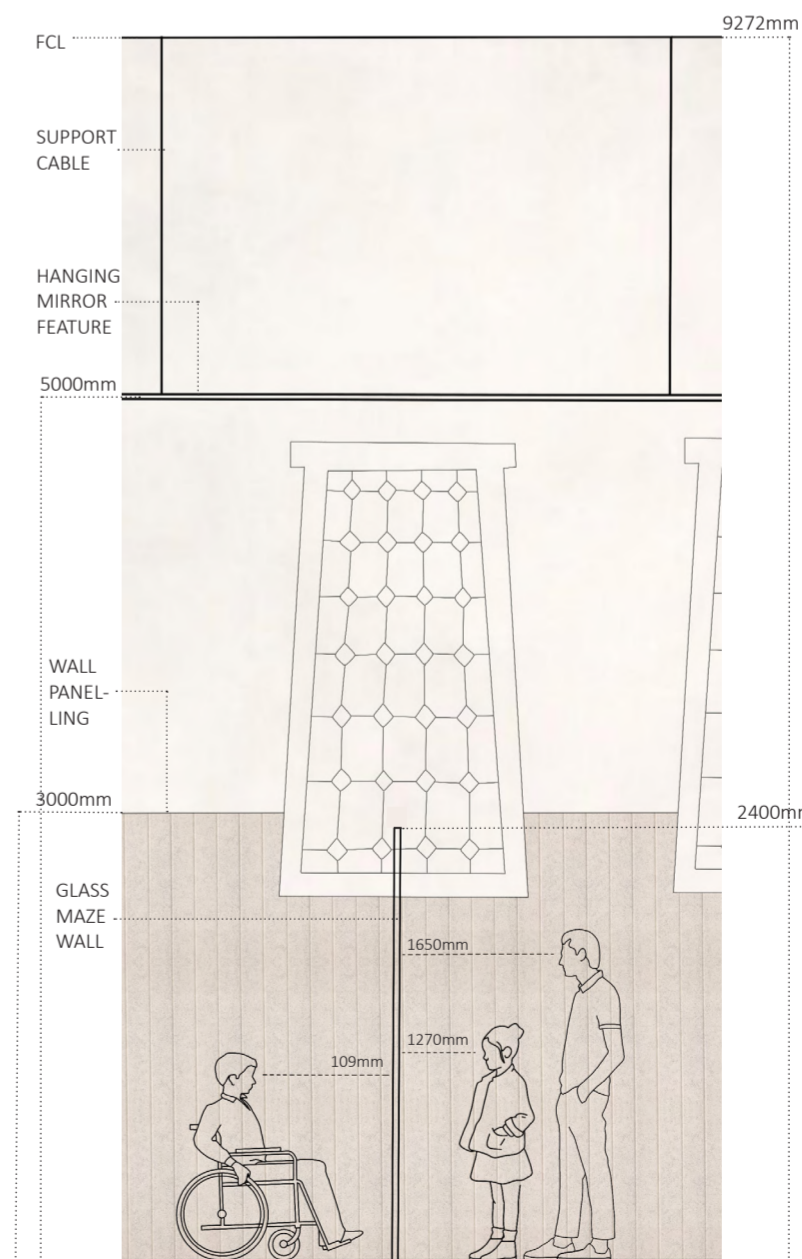 9272mm
FCL
SUPPORT
CABLE
HANGING
MIRROR
FEATURE
5000mm
WALL
PANEL-
LING
3000mm
2400mm
GLASS
MAZE
WALL
1650mm
1270mm
109mm